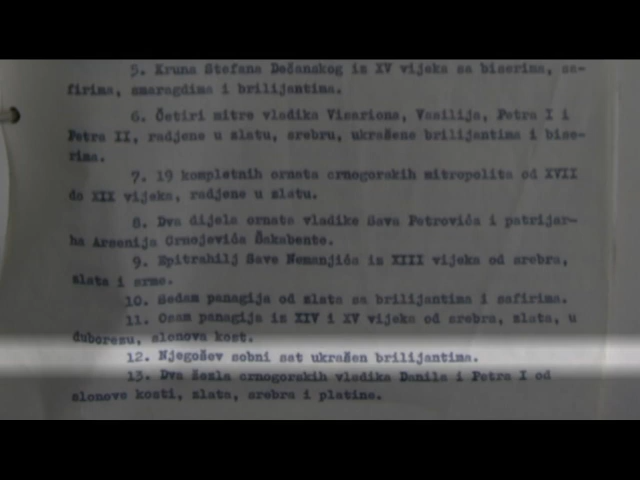 5. Kruna Stefana Dečanskog iz XV vijeka sa biserima, sa-
firima, smaragdima i brilijantima.
6. Četiri mitre vladika Visariona, Vasilija, Petra I i
Petra II, radjene u zlatu, srebru, ukrašene brilijantima i bise-
rima.
7. 19 kompletnih ornata crnogorskih mitropolita od XVII
do XIX vijeka, radjene u zlatu.
8. Dva dijela ornata vladike Save Petrovića i patrijar-
ha Arsenija Crnojevića Šakabente.
9. Epitrahilj Save Nemanjića iz XIII vijeka od srebra,
zlata i srme.
10. Sedam panagija od zlata sa brilijantima i safirima.
11. Osam panagija iz XIV i XV vijeka od srebra, zlata, u
duborezu, slonova kost.
12. Njegošev sobni sat ukrašen brilijantima.
13. Dva žezla crnogorskih vladika Danila i Petra I od
slonove kosti, zlata, srebra i platine.